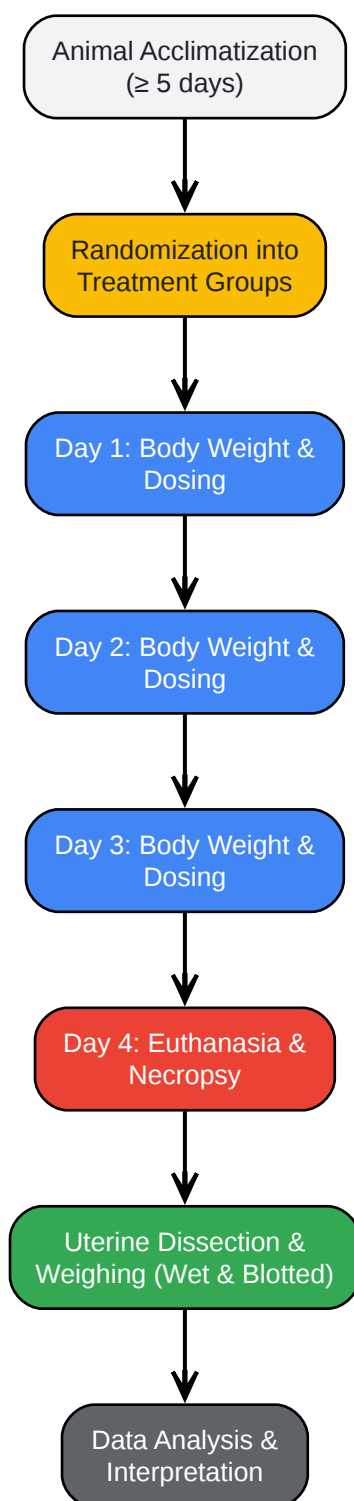 Animal Acclimatization
(≥ 5 days)
Randomization into
Treatment Groups
Day 1: Body Weight &
Dosing
Day 2: Body Weight &
Dosing
Day 3: Body Weight &
Dosing
Day 4: Euthanasia &
Necropsy
Uterine Dissection &
Weighing (Wet & Blotted)
Data Analysis &
Interpretation